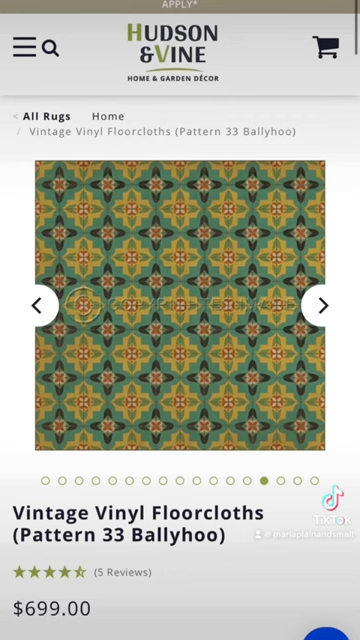 APPLY*
HUDSON
&VINE
HOME & GARDEN DÉCOR
< All Rugs Home
/ Vintage Vinyl Floorcloths (Pattern 33 Ballyhoo)
Vintage Vinyl Floorcloths
(Pattern 33 Ballyhoo)
TikTok
@mariaplainandsmall
(5 Reviews)
$699.00